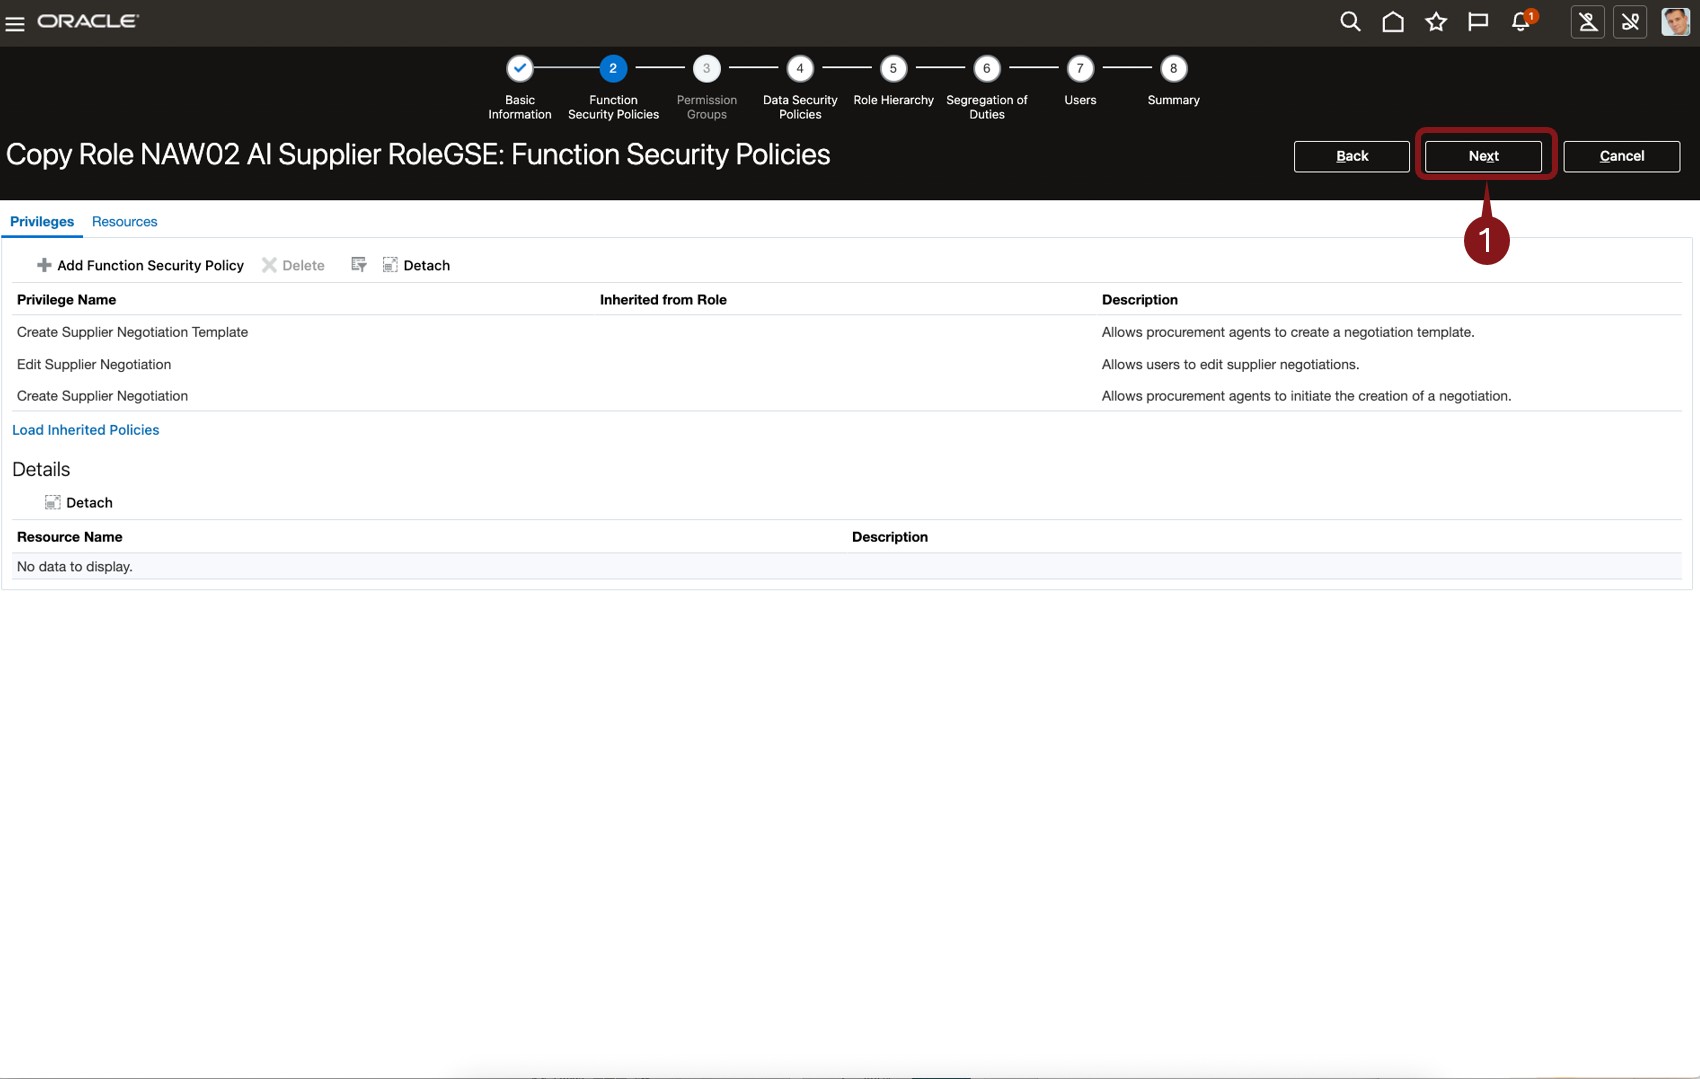 ORACLE
1
2
3
4
5
6
7
8
Basic
Information
Function
Security Policies
Permission
Groups
Data Security
Policies
Role Hierarchy
Segregation of
Duties
Users
Summary
Copy Role NAW02 AI Supplier RoleGSE: Function Security Policies
Back
Next
Cancel
1
Privileges
Resources
Add Function Security Policy
Delete
Detach
Privilege Name
Inherited from Role
Description
Create Supplier Negotiation Template
Allows procurement agents to create a negotiation template.
Edit Supplier Negotiation
Allows users to edit supplier negotiations.
Create Supplier Negotiation
Allows procurement agents to initiate the creation of a negotiation.
Load Inherited Policies
Details
Detach
Resource Name
Description
No data to display.